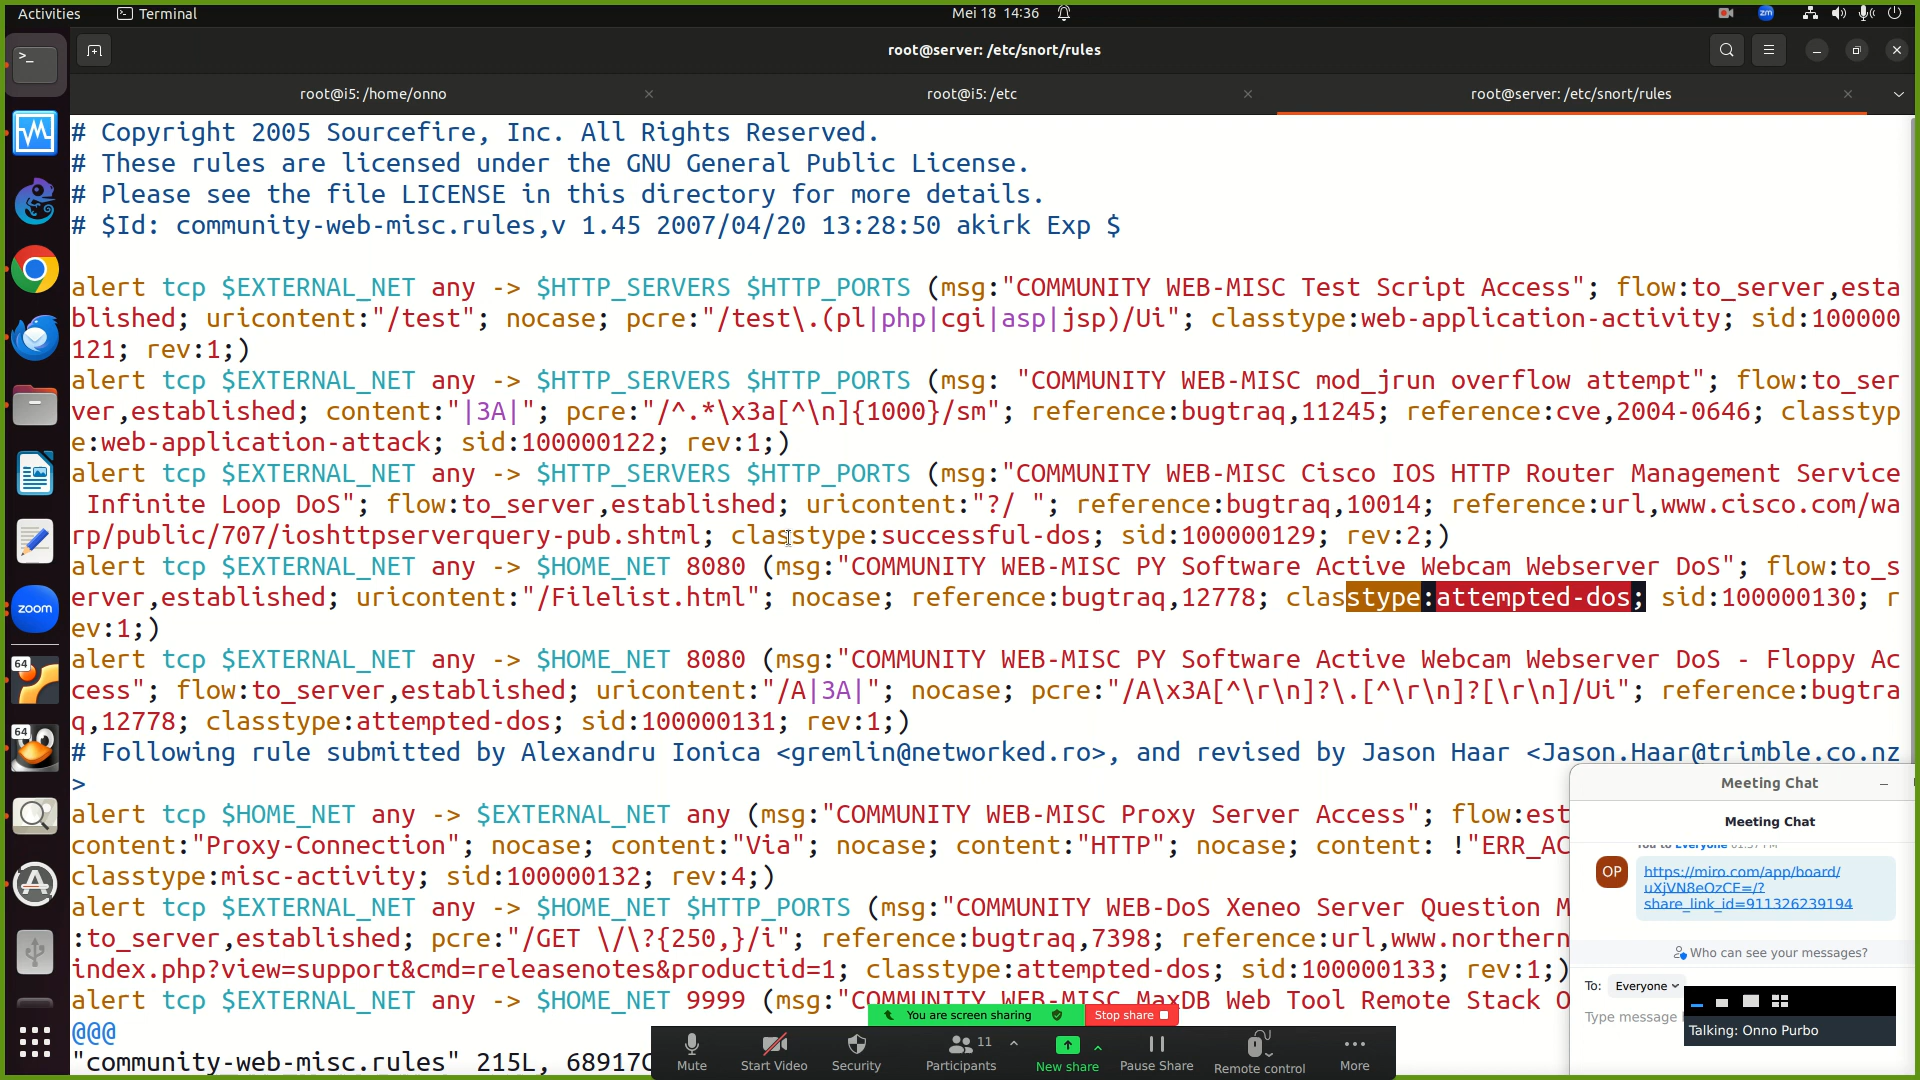 Activities
Terminal
Mei 18 14:36
zm
root@server: /etc/snort/rules
root@i5: /home/onno
root@i5: /etc
root@server: /etc/snort/rules
# Copyright 2005 Sourcefire, Inc. All Rights Reserved.
# These rules are licensed under the GNU General Public License.
# Please see the file LICENSE in this directory for more details.
# $Id: community-web-misc.rules,v 1.45 2007/04/20 13:28:50 akirk Exp $
alert tcp $EXTERNAL_NET any -> $HTTP_SERVERS $HTTP_PORTS (msg:"COMMUNITY WEB-MISC Test Script Access"; flow:to_server,esta
blished; uricontent:"/test"; nocase; pcre:"/test\.(pl|php|cgi|asp|jsp)/Ui"; classtype:web-application-activity; sid:100000
121; rev:1;)
alert tcp $EXTERNAL_NET any -> $HTTP_SERVERS $HTTP_PORTS (msg: "COMMUNITY WEB-MISC mod_jrun overflow attempt"; flow:to_ser
ver,established; content:"|3A|"; pcre:"/^.*\x3a[^\n]{1000}/sm"; reference:bugtraq,11245; reference:cve,2004-0646; classtyp
e:web-application-attack; sid:100000122; rev:1;)
alert tcp $EXTERNAL_NET any -> $HTTP_SERVERS $HTTP_PORTS (msg:"COMMUNITY WEB-MISC Cisco IOS HTTP Router Management Service
 Infinite Loop DoS"; flow:to_server,established; uricontent:"?/ "; reference:bugtraq,10014; reference:url,www.cisco.com/wa
rp/public/707/ioshttpserverquery-pub.shtml; classtype:successful-dos; sid:100000129; rev:2;)
alert tcp $EXTERNAL_NET any -> $HOME_NET 8080 (msg:"COMMUNITY WEB-MISC PY Software Active Webcam Webserver DoS"; flow:to_s
erver,established; uricontent:"/Filelist.html"; nocase; reference:bugtraq,12778; classtype:attempted-dos; sid:100000130; r
ev:1;)
alert tcp $EXTERNAL_NET any -> $HOME_NET 8080 (msg:"COMMUNITY WEB-MISC PY Software Active Webcam Webserver DoS - Floppy Ac
cess"; flow:to_server,established; uricontent:"/A|3A|"; nocase; pcre:"/A\x3A[^\r\n]?\.[^\r\n]?[\r\n]/Ui"; reference:bugtra
q,12778; classtype:attempted-dos; sid:100000131; rev:1;)
# Following rule submitted by Alexandru Ionica <gremlin@networked.ro>, and revised by Jason Haar <Jason.Haar@trimble.co.nz
>
alert tcp $HOME_NET any -> $EXTERNAL_NET any (msg:"COMMUNITY WEB-MISC Proxy Server Access"; flow:est
content:"Proxy-Connection"; nocase; content:"Via"; nocase; content:"HTTP"; nocase; content: !"ERR_AC
classtype:misc-activity; sid:100000132; rev:4;)
alert tcp $EXTERNAL_NET any -> $HOME_NET $HTTP_PORTS (msg:"COMMUNITY WEB-DoS Xeneo Server Question M
:to_server,established; pcre:"/GET \/\?{250,}/i"; reference:bugtraq,7398; reference:url,www.northern
index.php?view=support&cmd=releasenotes&productid=1; classtype:attempted-dos; sid:100000133; rev:1;)
alert tcp $EXTERNAL_NET any -> $HOME_NET 9999 (msg:"COMMUNITY WEB-MISC MaxDB Web Tool Remote Stack O
@@@
"community-web-misc.rules" 215L, 68917C
zoom
64
64
You are screen sharing
Stop share
Mute
Start Video
Security
Participants
11
New share
Pause Share
Remote control
More
Meeting Chat
Meeting Chat
OP
https://miro.com/app/board/
uXjVN8eOzCE=/?
share_link_id=911326239194
Who can see your messages?
To: Everyone
Type message
Talking: Onno Purbo